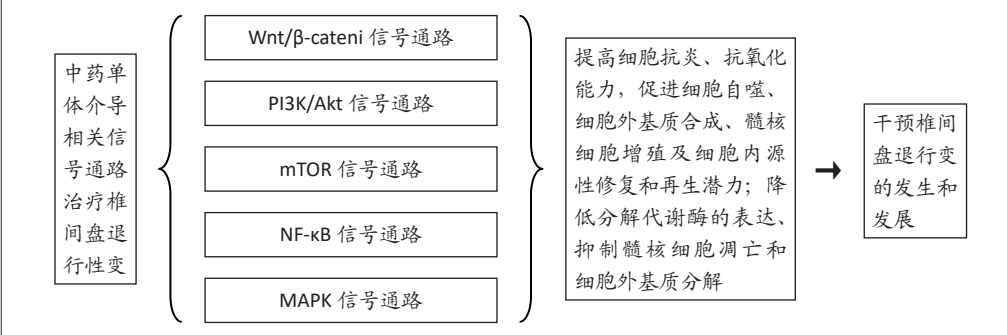 中药单
体介导
相关信
号通路
治疗椎
间盘退
行性变
Wnt/β-cateni 信号通路
PI3K/Akt 信号通路
mTOR 信号通路
NF-κB 信号通路
MAPK 信号通路
提高细胞抗炎、抗氧化
能力，促进细胞自噬、
细胞外基质合成、髓核
细胞增殖及细胞内源
性修复和再生潜力；降
低分解代谢酶的表达、
抑制髓核细胞凋亡和
细胞外基质分解
干预椎间
盘退行变
的发生和
发展